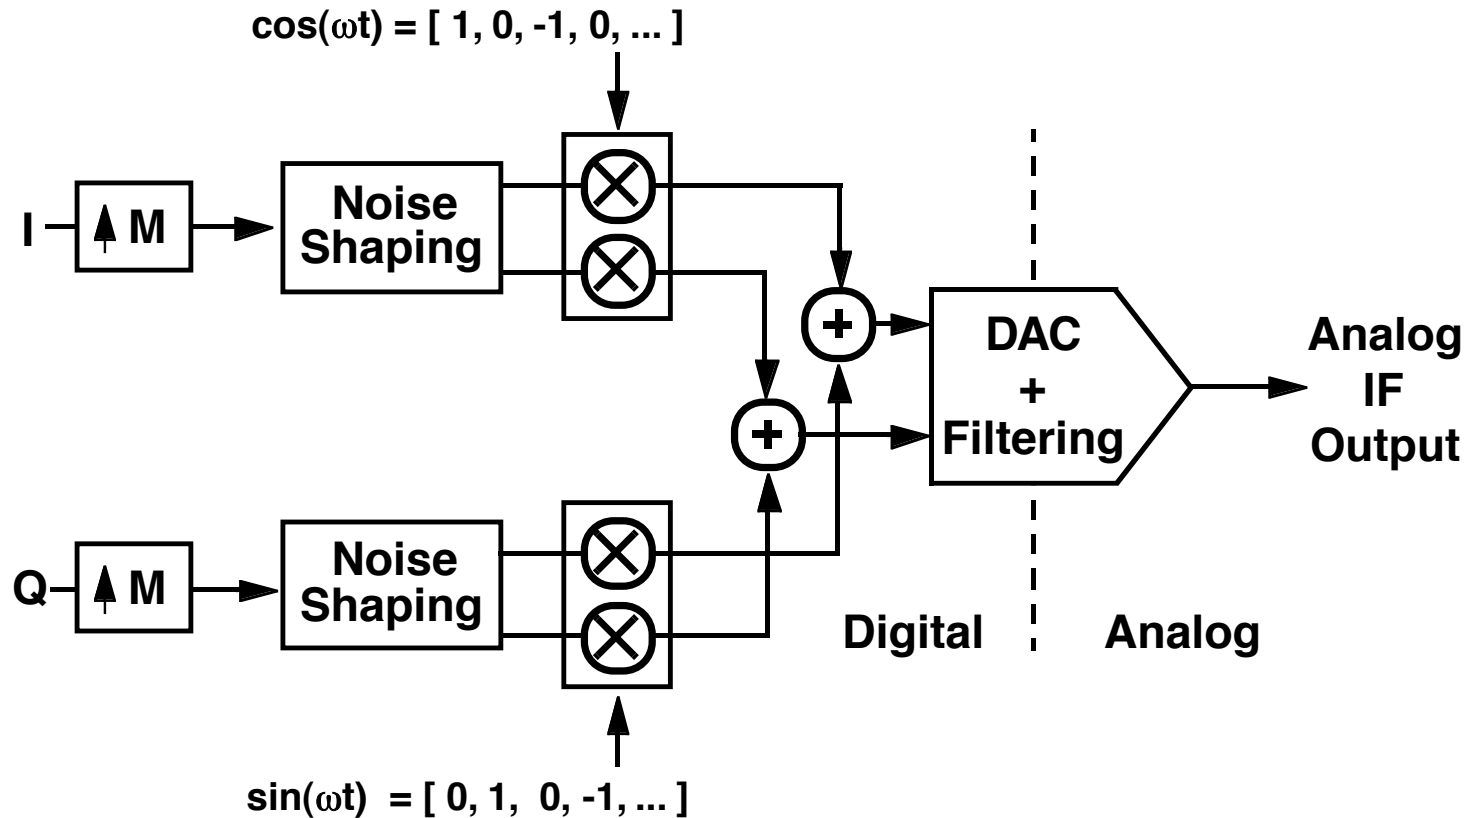 cos(ωt) = [ 1, 0, -1, 0, ... ]
I
M
Noise
Shaping
DAC
+
Filtering
Analog
IF
Output
Q
M
Noise
Shaping
Digital
Analog
sin(ωt) = [ 0, 1, 0, -1, ... ]